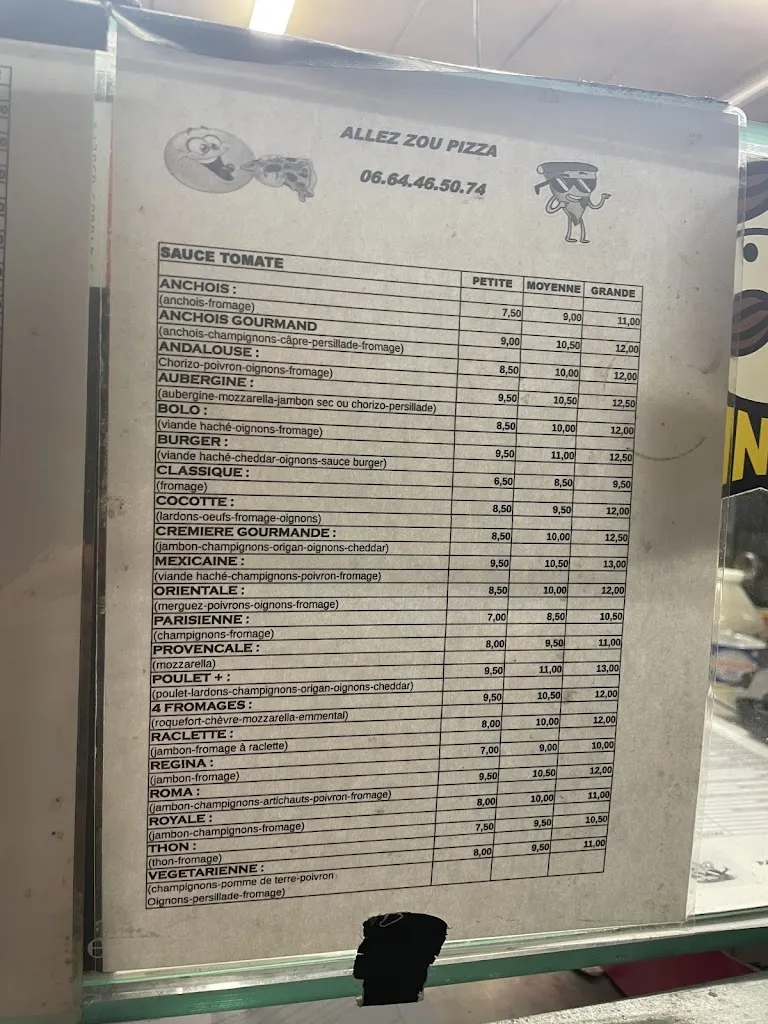 ALLEZ ZOU PIZZA
06.64.46.50.74
SAUCE TOMATE PETITE MOYENNE GRANDE
ANCHOIS :
(anchois-fromage) 7,50 9,00 11,00
ANCHOIS GOURMAND
(anchois-champignons-câpre-persillade-fromage) 9,00 10,50 12,00
ANDALOUSE :
Chorizo-poivron-oignons-fromage) 8,50 10,00 12,00
AUBERGINE :
(aubergine-mozzarella-jambon sec ou chorizo-persillade) 9,50 10,50 12,50
BOLO :
(viande haché-oignons-fromage) 8,50 10,00 12,00
BURGER :
(viande haché-cheddar-oignons-sauce burger) 9,50 11,00 12,50
CLASSIQUE :
(fromage) 6,50 8,50 9,50
COCOTTE :
(lardons-oeufs-fromage-oignons) 8,50 9,50 12,00
CREMIERE GOURMANDE :
(jambon-champignons-origan-oignons-cheddar) 8,50 10,00 12,50
MEXICAINE :
(viande haché-champignons-poivron-fromage) 9,50 10,50 13,00
ORIENTALE :
(merguez-poivrons-oignons-fromage) 8,50 10,00 12,00
PARISIENNE :
(champignons-fromage) 7,00 8,50 10,50
PROVENCALE :
(mozzarella) 8,00 9,50 11,00
POULET + :
(poulet-lardons-champignons-origan-oignons-cheddar) 9,50 11,00 13,00
4 FROMAGES :
(roquefort-chèvre-mozzarella-emmental) 9,50 10,50 12,00
RACLETTE :
(jambon-fromage à raclette) 8,00 10,00 12,00
REGINA :
(jambon-fromage) 7,00 9,00 10,00
ROMA :
(jambon-champignons-artichauts-poivron-fromage) 9,50 10,50 12,00
ROYALE :
(jambon-champignons-fromage) 8,00 10,00 11,00
THON :
(thon-fromage) 7,50 9,50 10,50
VEGETARIENNE :
(champignons-pomme de terre-poivron 8,00 9,50 11,00
Oignons-persillade-fromage)
IN